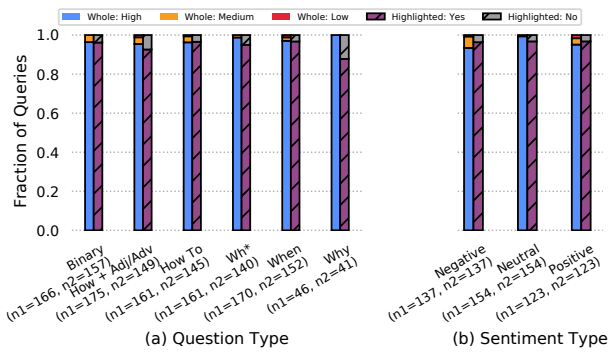 Whole: High Whole: Medium Whole: Low Highlighted: Yes Highlighted: No
Fraction of Queries
1.0
0.8
0.6
0.4
0.2
0.0
Binary
(n1=166, n2=157)
How + Adj/Adv
(n1=175, n2=149)
How To
(n1=161, n2=145)
Wh*
(n1=161, n2=140)
When
(n1=170, n2=152)
Why
(n1=46, n2=41)
Negative
(n1=137, n2=137)
Neutral
(n1=154, n2=154)
Positive
(n1=123, n2=123)
(a) Question Type
(b) Sentiment Type